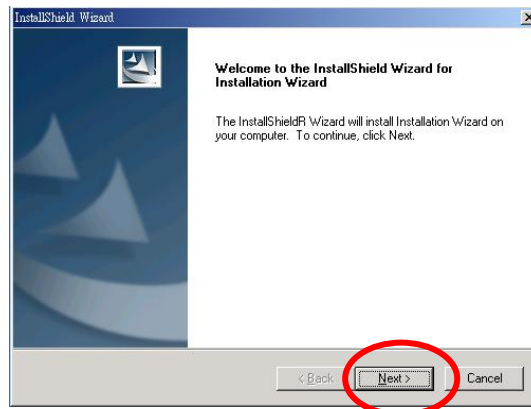 InstallShield Wizard
Welcome to the InstallShield Wizard for
Installation Wizard
The InstallShieldR Wizard will install Installation Wizard on
your computer. To continue, click Next.
< Back
Next >
Cancel